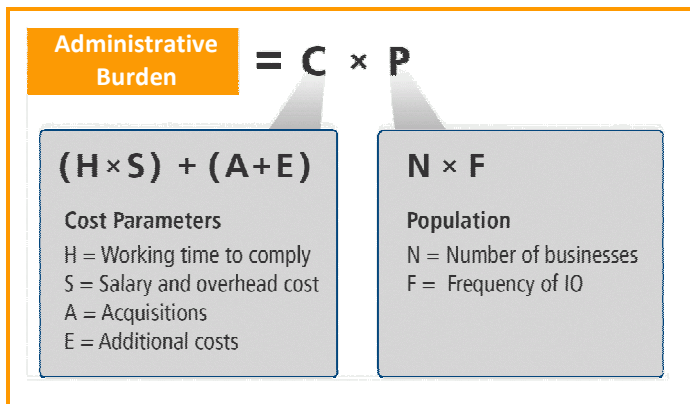 Administrative
Burden
= C × P
(H×S) + (A+E)
Cost Parameters
H = Working time to comply
S = Salary and overhead cost
A = Acquisitions
E = Additional costs
N × F
Population
N = Number of businesses
F = Frequency of IO